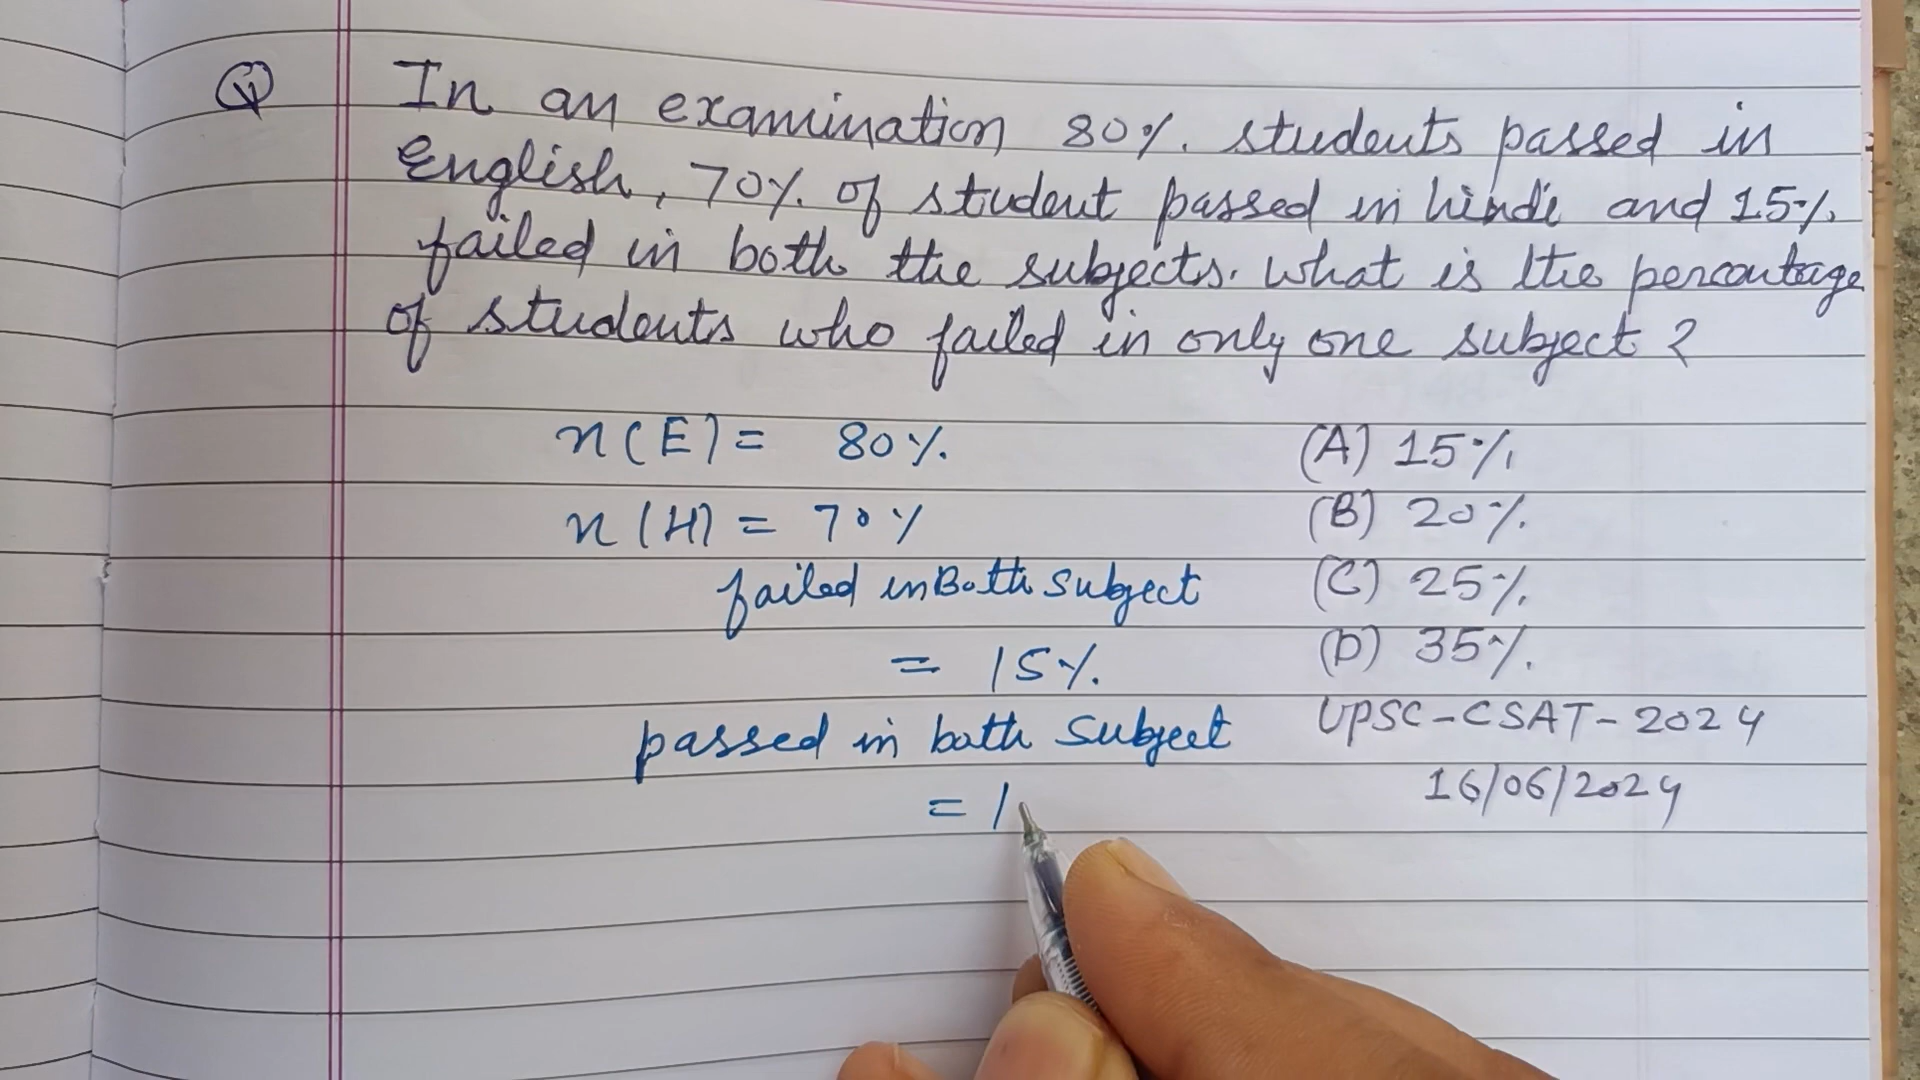 Q In an examination 80% students passed in
English, 70% of student passed in hindi and 15%
failed in both the subjects. What is the percentage
of students who failed in only one subject ?
n(E) = 80%
(A) 15%
n(H) = 70%
(B) 20%
failed in Both subject
(C) 25%
= 15%
(D) 35%
passed in both subject
UPSC-CSAT-2024
= 1
16/06/2024